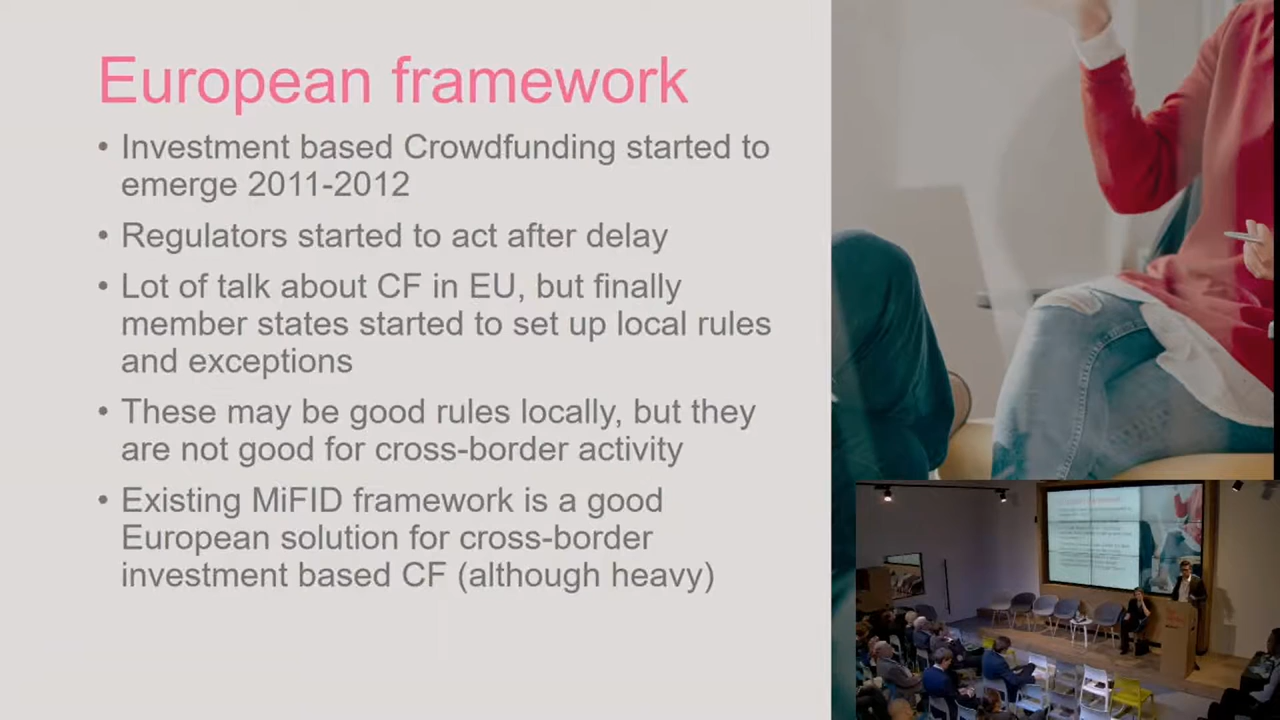 European framework
• Investment based Crowdfunding started to
emerge 2011-2012
• Regulators started to act after delay
• Lot of talk about CF in EU, but finally
member states started to set up local rules
and exceptions
• These may be good rules locally, but they
are not good for cross-border activity
• Existing MiFID framework is a good
European solution for cross-border
investment based CF (although heavy)